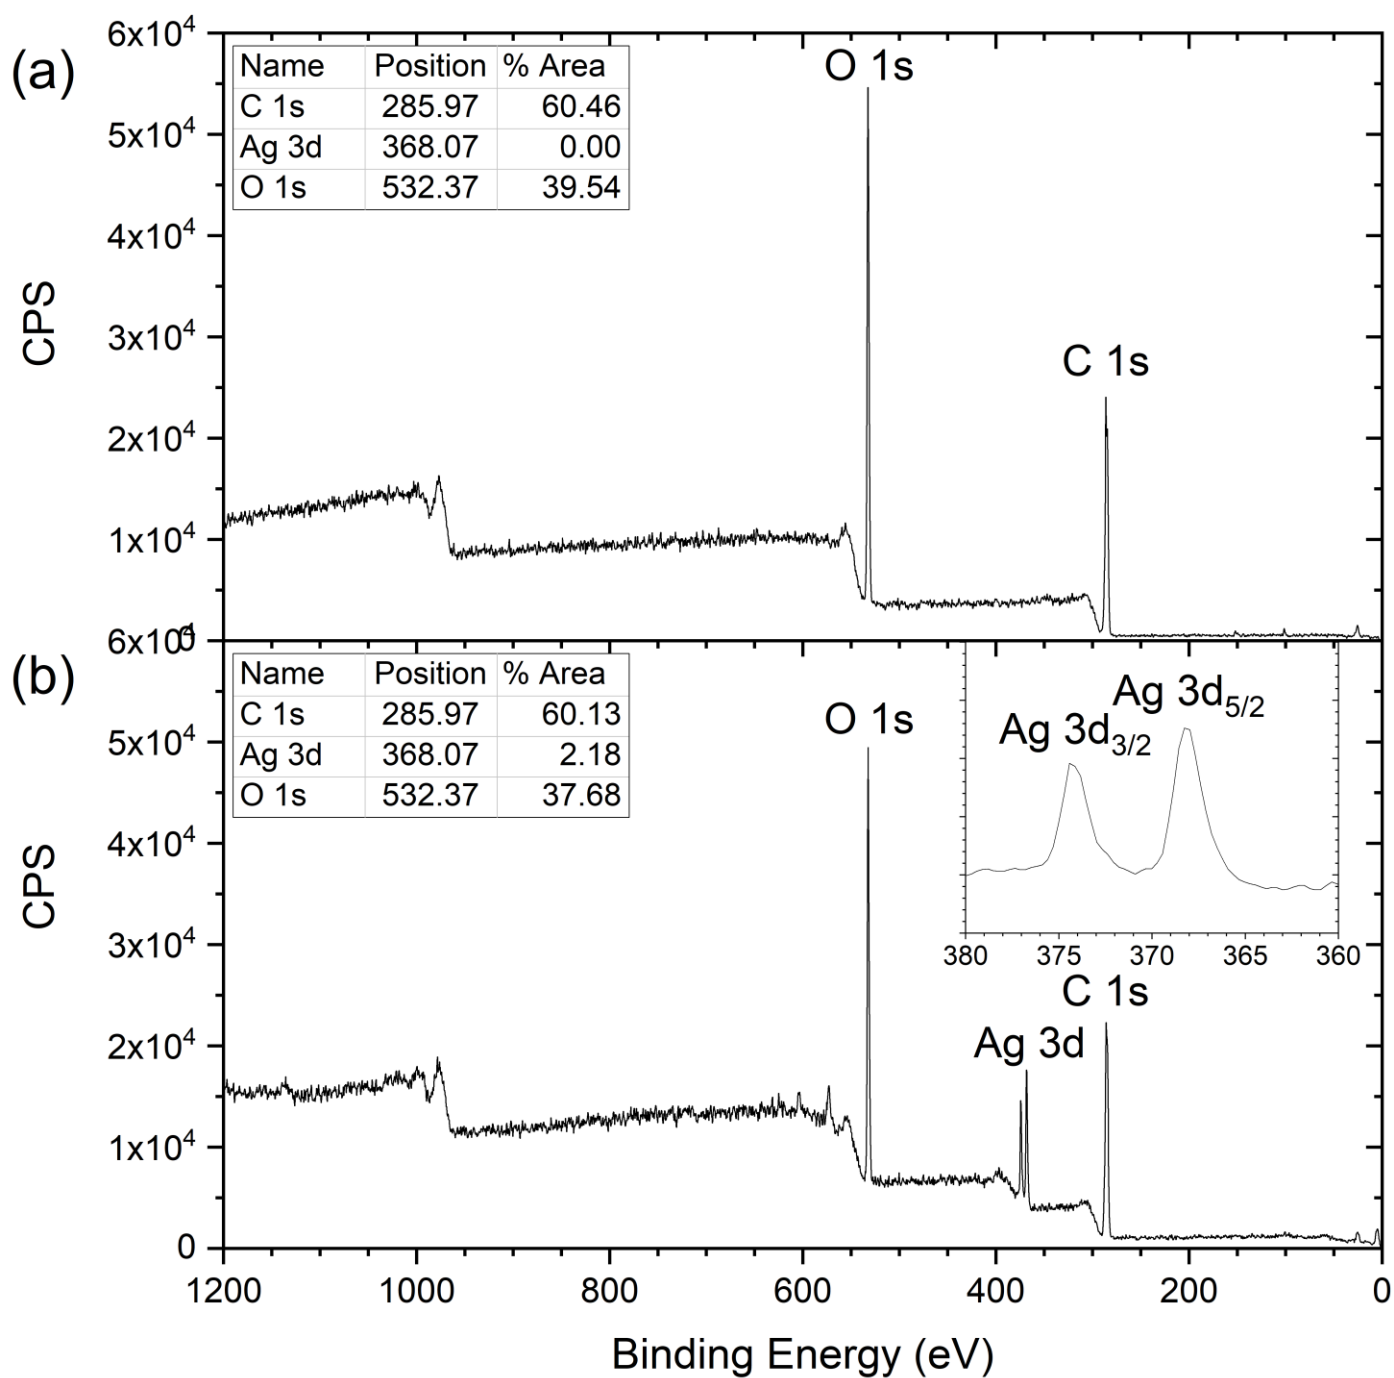 (a)
6x10⁴
5x10⁴
4x10⁴
3x10⁴
2x10⁴
1x10⁴
CPS
Name Position % Area
C 1s 285.97 60.46
Ag 3d 368.07 0.00
O 1s 532.37 39.54
O 1s
C 1s
(b)
6x10⁴
5x10⁴
4x10⁴
3x10⁴
2x10⁴
1x10⁴
0
CPS
Name Position % Area
C 1s 285.97 60.13
Ag 3d 368.07 2.18
O 1s 532.37 37.68
O 1s
Ag 3d₃/₂
Ag 3d₅/₂
380 375 370 365 360
C 1s
Ag 3d
1200 1000 800 600 400 200 0
Binding Energy (eV)